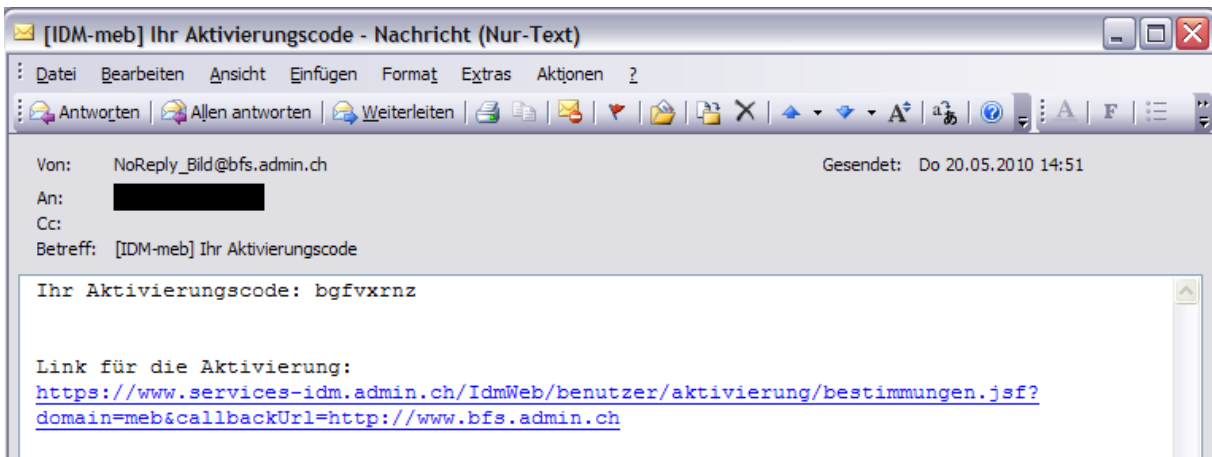 [IDM-meb] Ihr Aktivierungscode - Nachricht (Nur-Text)
Datei Bearbeiten Ansicht Einfügen Format Extras Aktionen ?
Antworten Allen antworten Weiterleiten A A F
Von: NoReply_Bild@bfs.admin.ch Gesendet: Do 20.05.2010 14:51
An:
Cc:
Betreff: [IDM-meb] Ihr Aktivierungscode
Ihr Aktivierungscode: bgfvxrnz
Link für die Aktivierung:
https://www.services-idm.admin.ch/IdmWeb/benutzer/aktivierung/bestimmungen.jsf?
domain=meb&callbackUrl=http://www.bfs.admin.ch